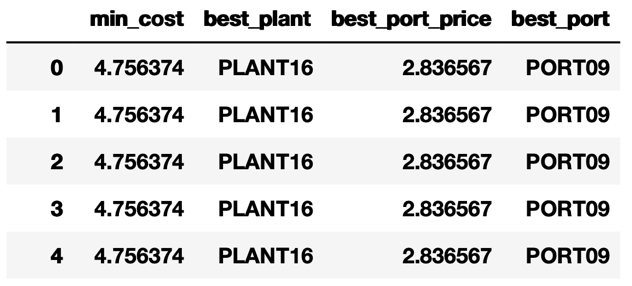 min_cost best_plant best_port_price best_port
0 4.756374 PLANT16 2.836567 PORT09
1 4.756374 PLANT16 2.836567 PORT09
2 4.756374 PLANT16 2.836567 PORT09
3 4.756374 PLANT16 2.836567 PORT09
4 4.756374 PLANT16 2.836567 PORT09